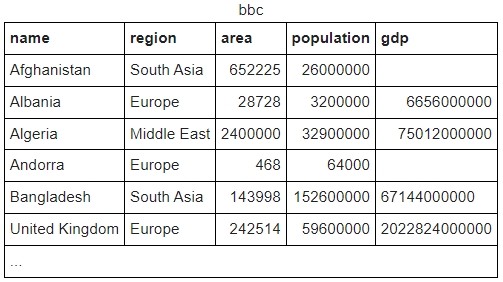 bbc
name region area population gdp
Afghanistan South Asia 652225 26000000
Albania Europe 28728 3200000 6656000000
Algeria Middle East 2400000 32900000 75012000000
Andorra Europe 468 64000
Bangladesh South Asia 143998 152600000 67144000000
United Kingdom Europe 242514 59600000 2022824000000
...